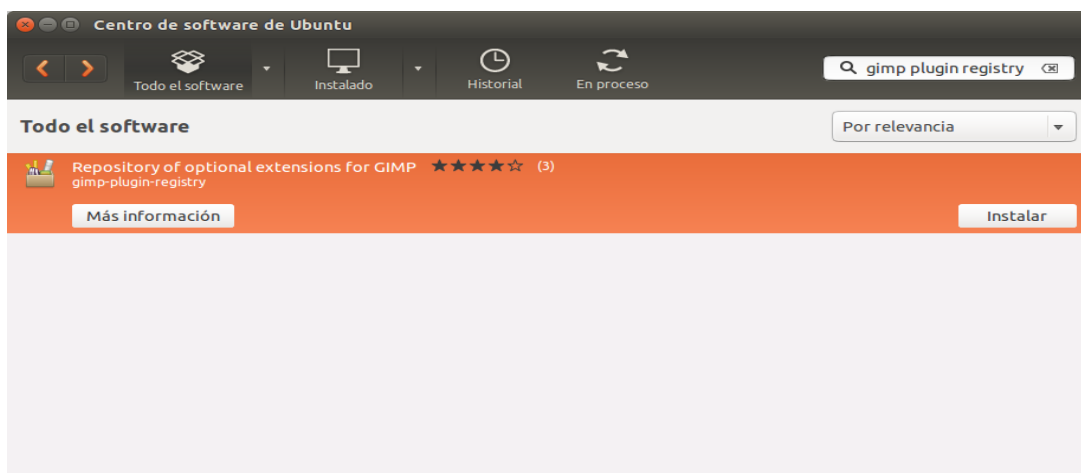 Centro de software de Ubuntu
Todo el software
Instalado
Historial
En proceso
gimp plugin registry
Todo el software
Por relevancia
Repository of optional extensions for GIMP (3)
gimp-plugin-registry
Más información
Instalar